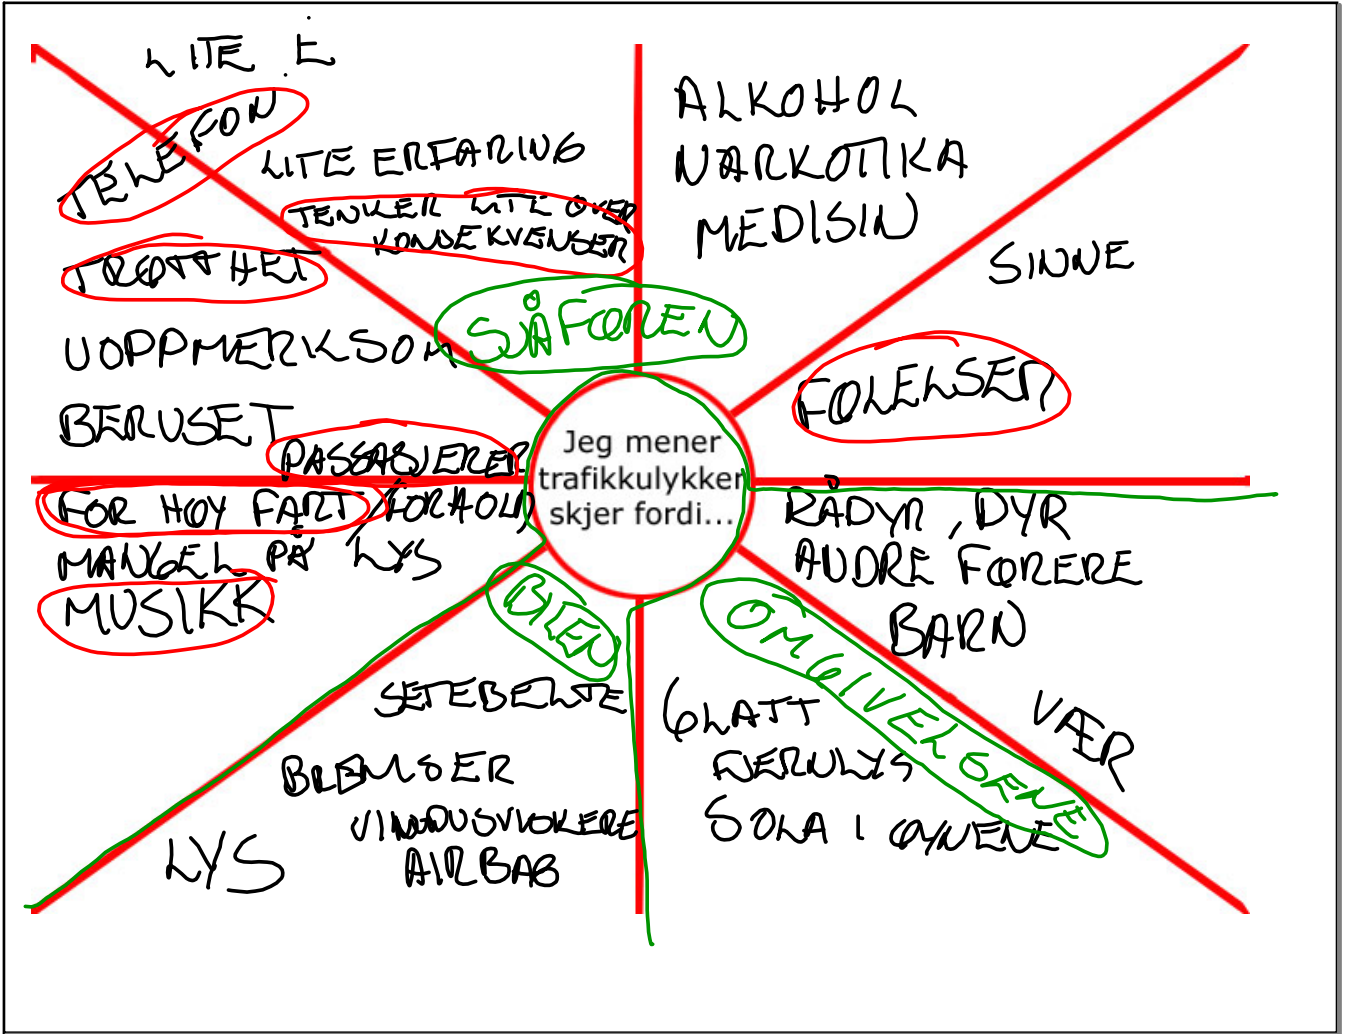 LITE E
TELEFON
LITE ERFARING
TENKER LITE OVER
KONSEKVENSER
TRØTTHET
UOPPMERKSOM
BERUSET
PASSASJERER
SJÅFØREN
ALKOHOL
NARKOTIKA
MEDISIN
SINNE
FØLELSER
Jeg mener
trafikkulykker
skjer fordi...
FOR HØY FART/FORHOLD
MANGEL PÅ LYS
MUSIKK
BILEN
SETEBELTE
BREMSER
VINDUSVISKERE
AIRBAG
LYS
RÅDYR, DYR
ANDRE FØRERE
BARN
OMGIVELSENE
VÆR
GLATT
FJERNLYS
SOLA I ØYNENE